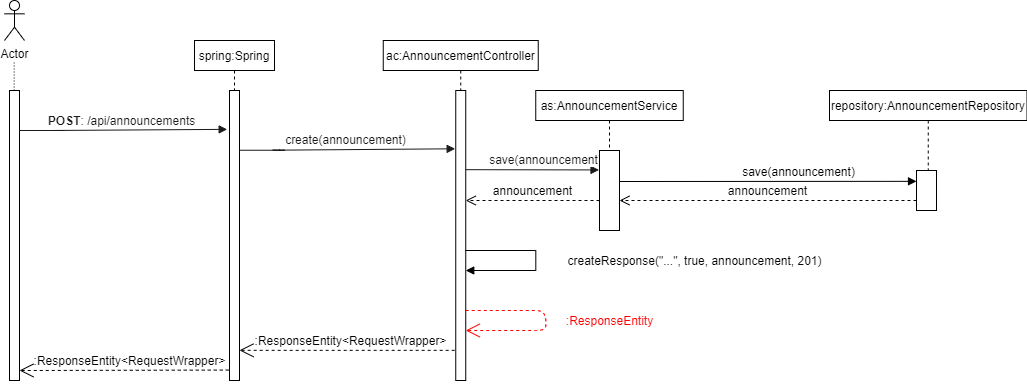 Actor
spring:Spring
ac:AnnouncementController
as:AnnouncementService
repository:AnnouncementRepository
POST: /api/announcements
create(announcement)
save(announcement
save(announcement)
announcement
announcement
createResponse("...", true, announcement, 201)
:ResponseEntity
:ResponseEntity<RequestWrapper>
:ResponseEntity<RequestWrapper>